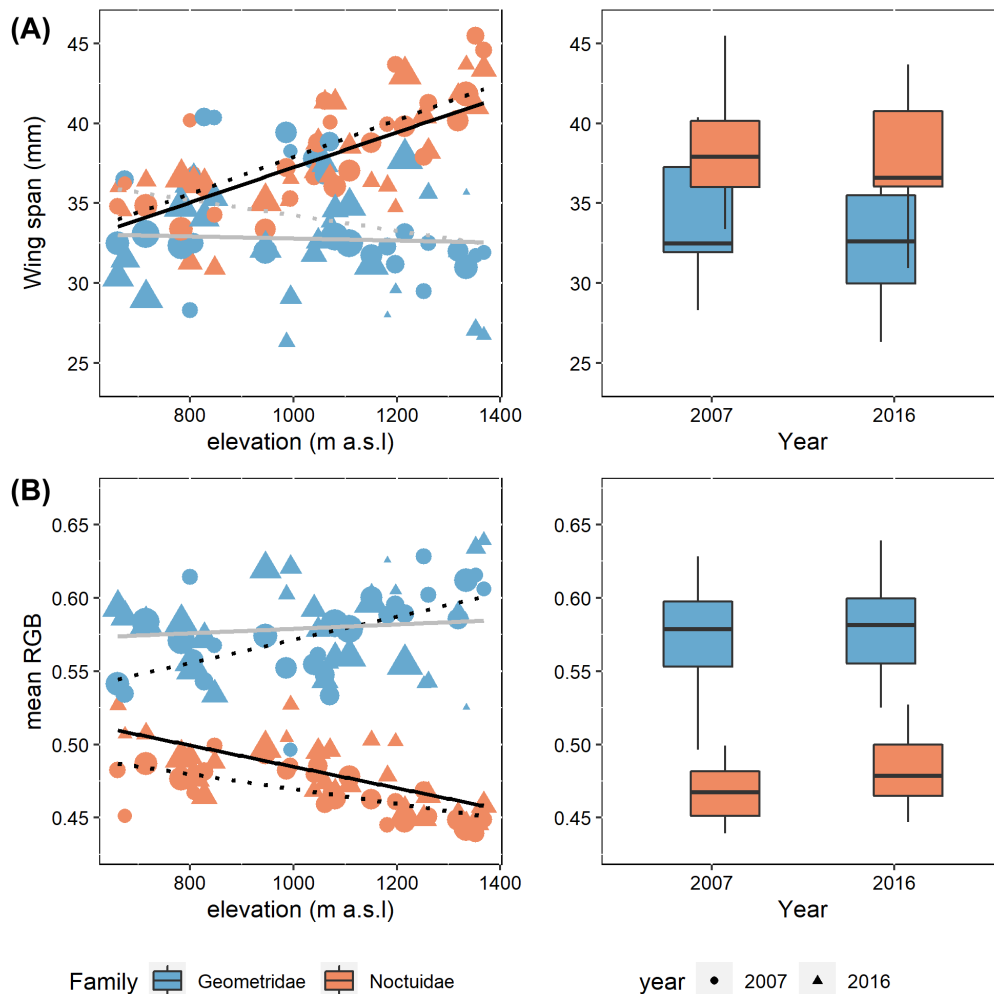 (A)
45
40
35
30
25
Wing span (mm)
800 1000 1200 1400
elevation (m a.s.l)
45
40
35
30
25
2007 2016
Year
(B)
0.65
0.60
0.55
0.50
0.45
mean RGB
800 1000 1200 1400
elevation (m a.s.l)
0.65
0.60
0.55
0.50
0.45
2007 2016
Year
Family Geometridae Noctuidae year 2007 2016